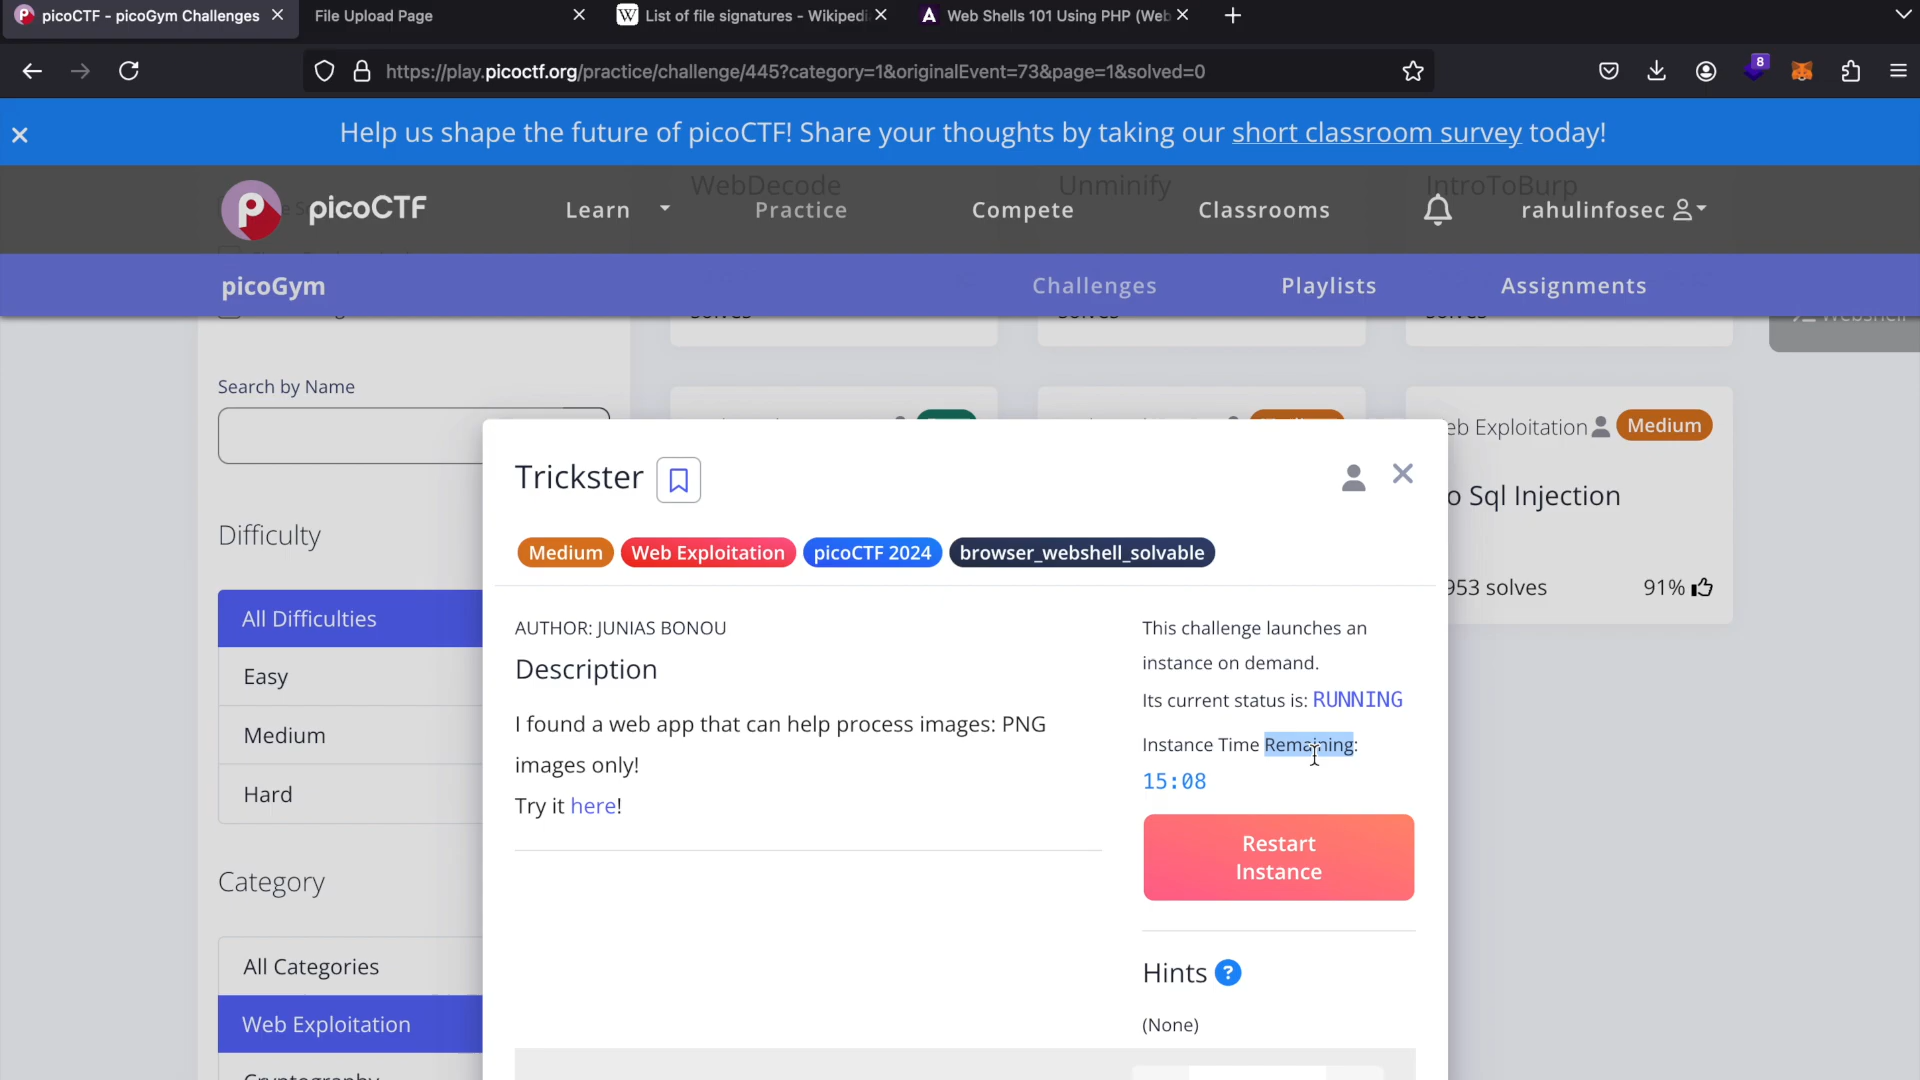 picoCTF - picoGym Challenges
File Upload Page
List of file signatures - Wikipedi
Web Shells 101 Using PHP (Web
https://play.picoctf.org/practice/challenge/445?category=1&originalEvent=73&page=1&solved=0
8
Help us shape the future of picoCTF! Share your thoughts by taking our short classroom survey today!
WebDecode
Unminify
IntroToBurp
picoCTF
Learn
Practice
Compete
Classrooms
rahulinfosec
picoGym
Challenges
Playlists
Assignments
solves
solves
solves
Webshell
Search by Name
eb Exploitation
Medium
o Sql Injection
953 solves
91%
Difficulty
All Difficulties
Easy
Medium
Hard
Category
All Categories
Web Exploitation
Cryptography
Trickster
Medium
Web Exploitation
picoCTF 2024
browser_webshell_solvable
AUTHOR: JUNIAS BONOU
Description
I found a web app that can help process images: PNG
images only!
Try it here!
This challenge launches an
instance on demand.
Its current status is: RUNNING
Instance Time Remaining:
15:08
Restart
Instance
Hints ?
(None)